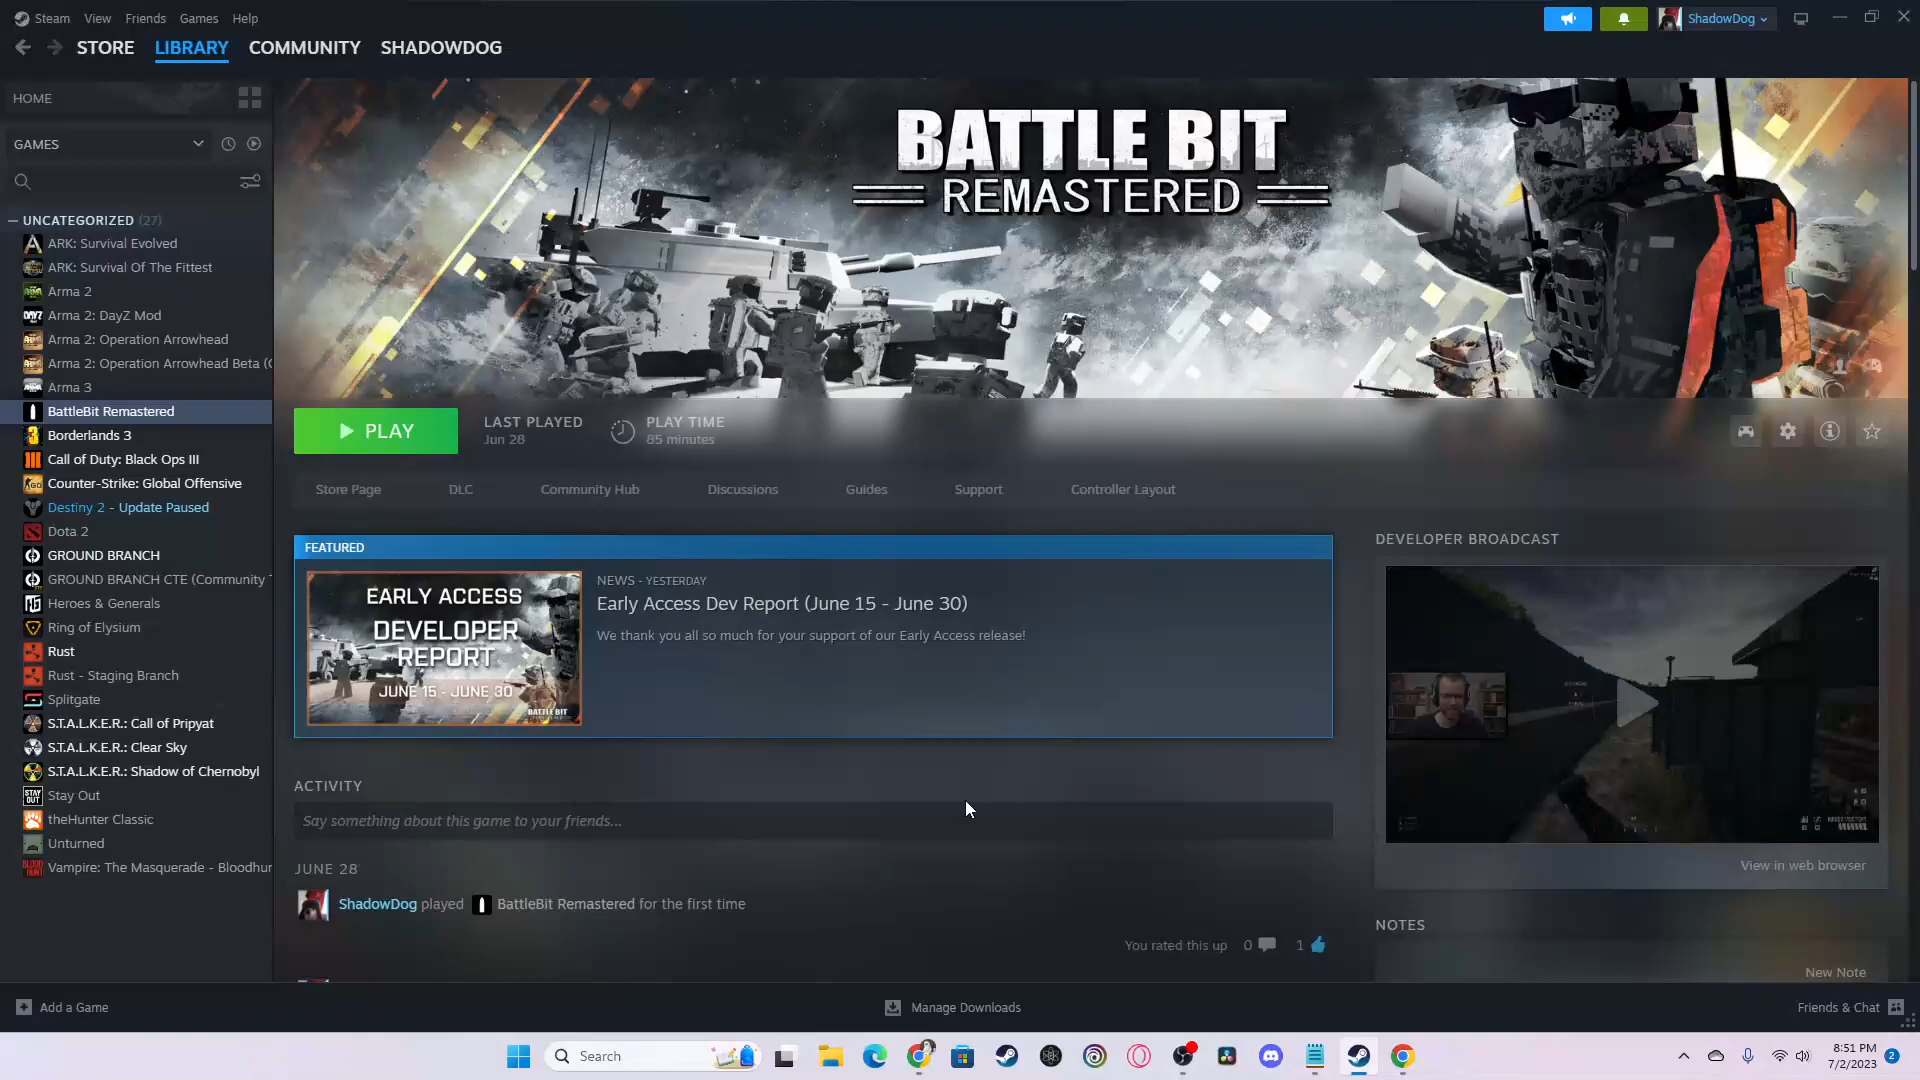 Steam View Friends Games Help
ShadowDog
STORE LIBRARY COMMUNITY SHADOWDOG
HOME
GAMES
UNCATEGORIZED (27)
ARK: Survival Evolved
ARK: Survival Of The Fittest
Arma 2
Arma 2: DayZ Mod
Arma 2: Operation Arrowhead
Arma 2: Operation Arrowhead Beta (
Arma 3
BattleBit Remastered
Borderlands 3
Call of Duty: Black Ops III
Counter-Strike: Global Offensive
Destiny 2 - Update Paused
Dota 2
GROUND BRANCH
GROUND BRANCH CTE (Community
Heroes & Generals
Ring of Elysium
Rust
Rust - Staging Branch
Splitgate
S.T.A.L.K.E.R.: Call of Pripyat
S.T.A.L.K.E.R.: Clear Sky
S.T.A.L.K.E.R.: Shadow of Chernobyl
Stay Out
theHunter Classic
Unturned
Vampire: The Masquerade - Bloodhu
BATTLE BIT
REMASTERED
PLAY
LAST PLAYED
Jun 28
PLAY TIME
85 minutes
Store Page DLC Community Hub Discussions Guides Support Controller Layout
FEATURED
EARLY ACCESS
DEVELOPER
REPORT
JUNE 15 - JUNE 30
BATTLE BIT
NEWS - YESTERDAY
Early Access Dev Report (June 15 - June 30)
We thank you all so much for your support of our Early Access release!
ACTIVITY
Say something about this game to your friends...
JUNE 28
ShadowDog played BattleBit Remastered for the first time
You rated this up 0 1
DEVELOPER BROADCAST
View in web browser
NOTES
New Note
Add a Game
Manage Downloads
Friends & Chat
Search
8:51 PM
7/2/2023
2